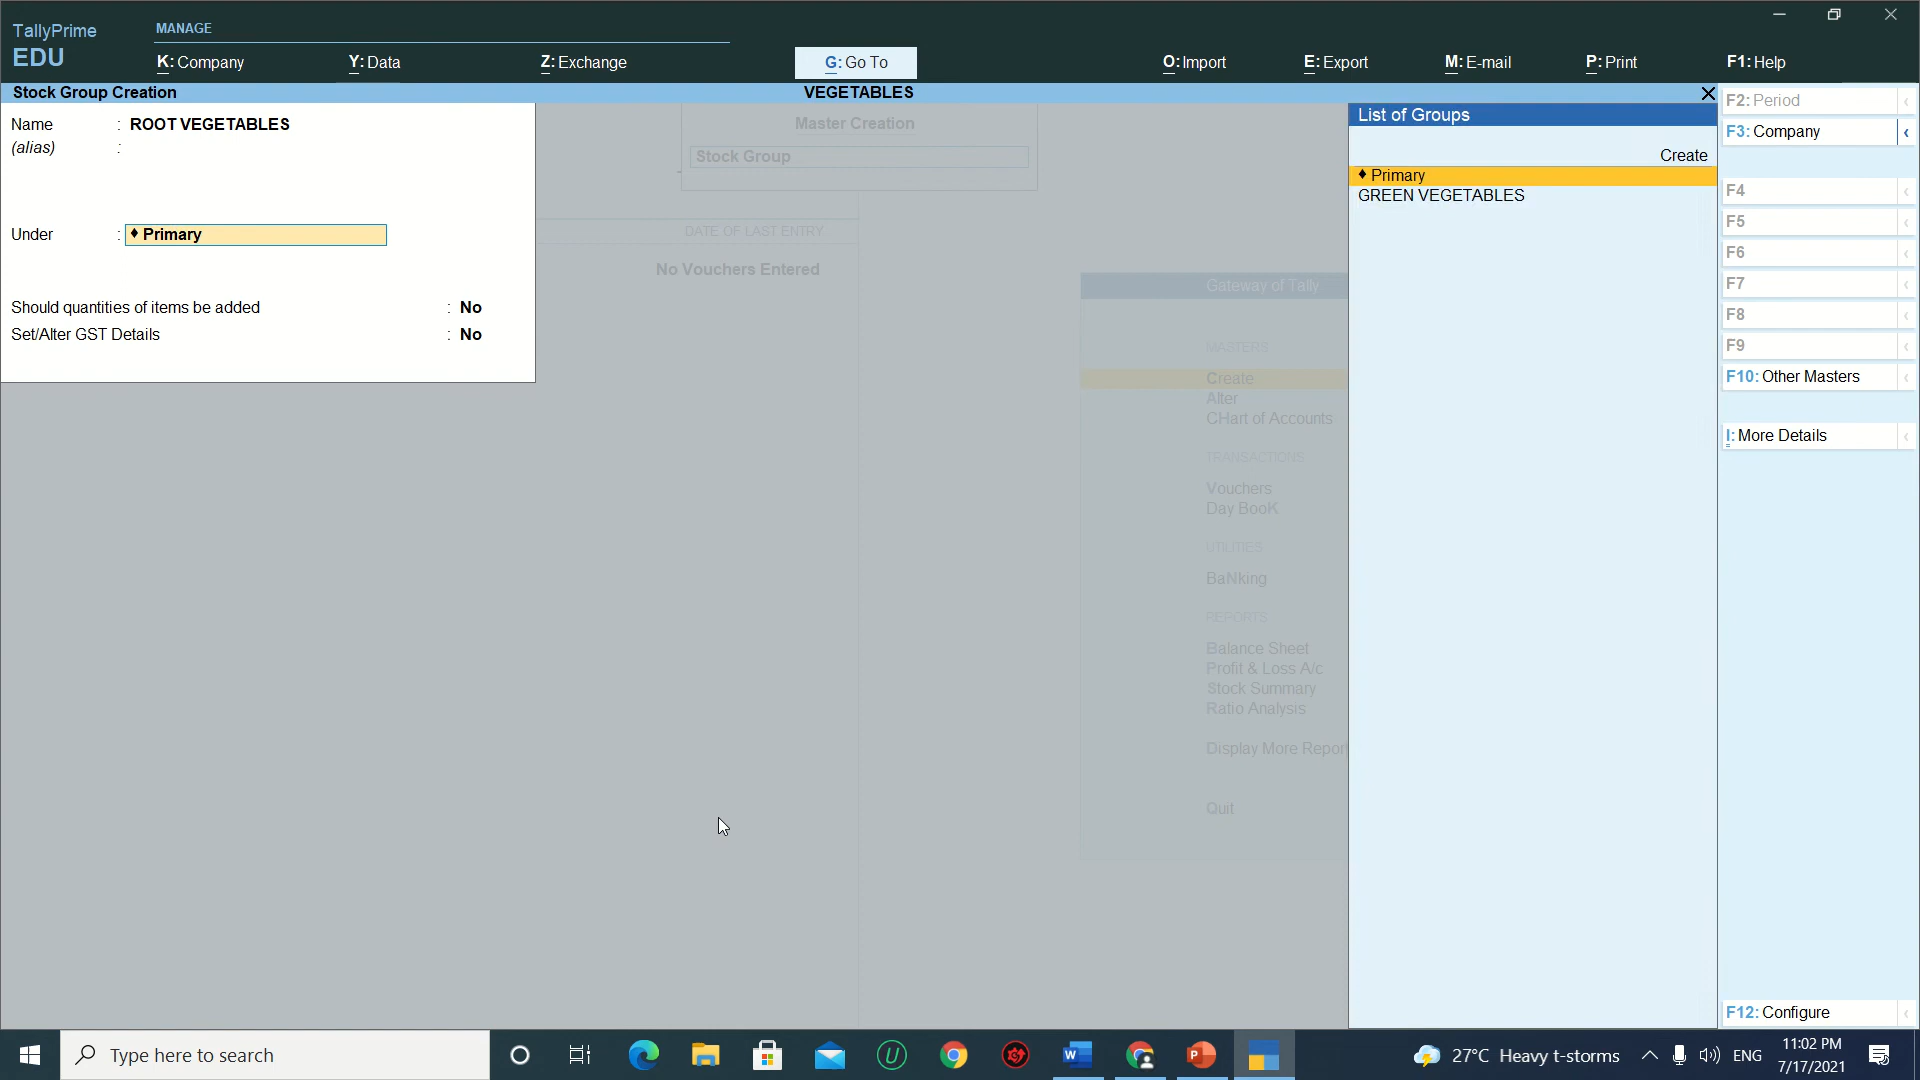 TallyPrime
EDU
MANAGE
K: Company
Y: Data
Z: Exchange
G: Go To
O: Import
E: Export
M: E-mail
P: Print
F1: Help
Stock Group Creation
VEGETABLES
Name : ROOT VEGETABLES
(alias) :
Under : ♦ Primary
Should quantities of items be added : No
Set/Alter GST Details : No
Master Creation
Stock Group
DATE OF LAST ENTRY
No Vouchers Entered
Gateway of Tally
MASTERS
Create
Alter
CHart of Accounts
TRANSACTIONS
Vouchers
Day BooK
UTILITIES
BaNking
REPORTS
Balance Sheet
Profit & Loss A/c
Stock Summary
Ratio Analysis
Display More Repor
Quit
List of Groups
Create
♦ Primary
GREEN VEGETABLES
F2: Period
F3: Company
F4
F5
F6
F7
F8
F9
F10: Other Masters
I: More Details
F12: Configure
Type here to search
27°C Heavy t-storms
ENG
11:02 PM
7/17/2021